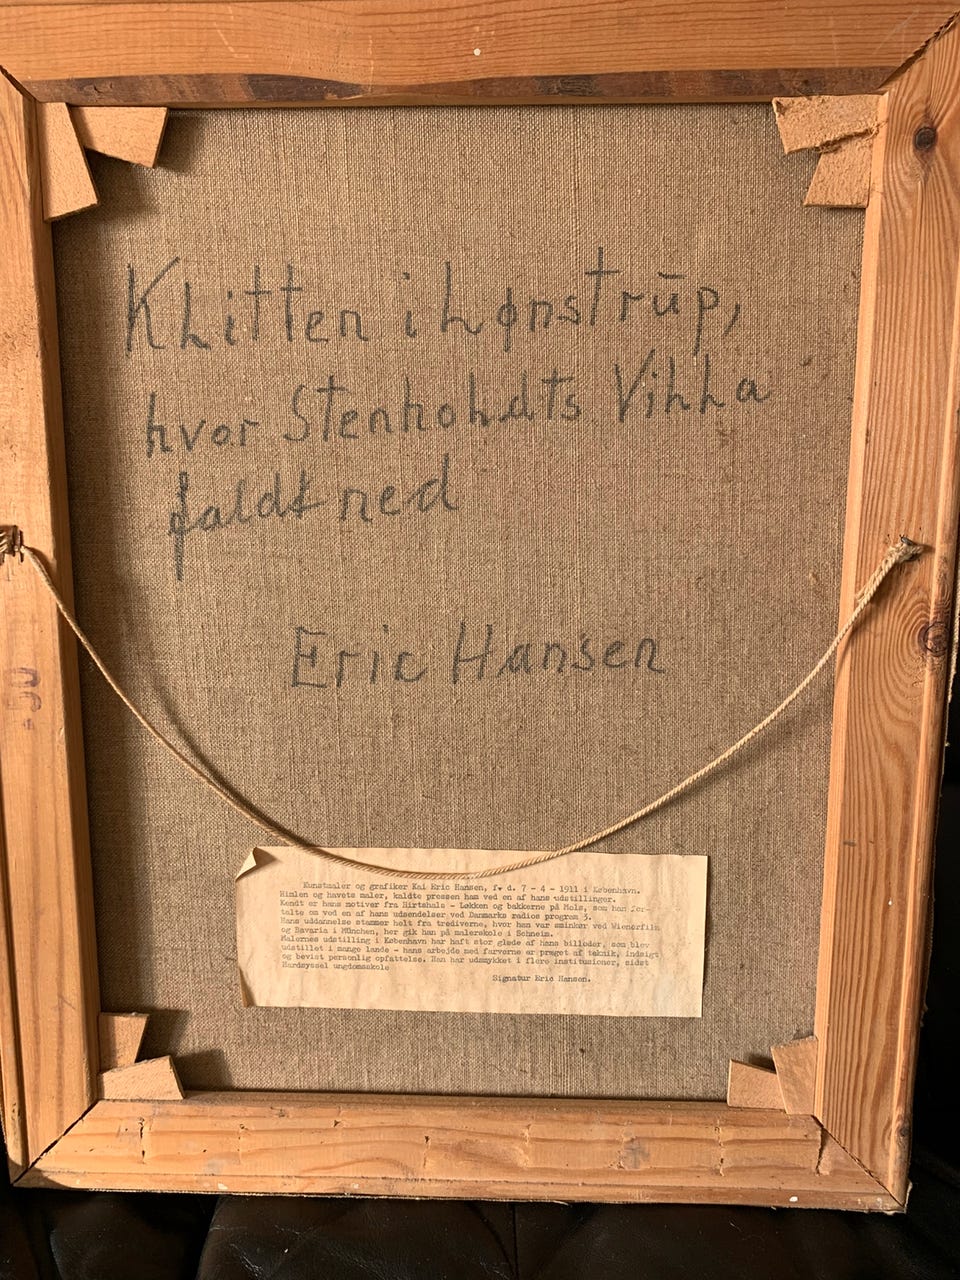 Klitten i Lønstrūp,
hvor Stenholdts Villa
faldt ned
Eric Hansen
Kunstmaler og grafiker Kai Eric Hansen, f. d. 7 - 4 - 1911 i København.
Himlen og havets maler, kaldte pressen ham ved en af hans udstillinger.
Kendt er hans motiver fra Hirtshals - Løkken og bakkerne på Hals, som han for-
talte om ved en af hans udsendelser ved Danmarks radios program 3.
Hans uddannelse stammer helt fra trediverne, hvor han var sminkør ved Wienerfilm
og Bavaria i München, her gik han på malerskole i Schneim.
Malernes udstilling i København har haft stor glæde af hans billeder, som blev
udstillet i mange lande - hans arbejde med farverne er præget af teknik, indsigt
og bevist personlig opfattelse. Han har udsmykket i flere institusioner, sidst
Hardsyssel ungdomsskole
Signatur Eric Hansen.